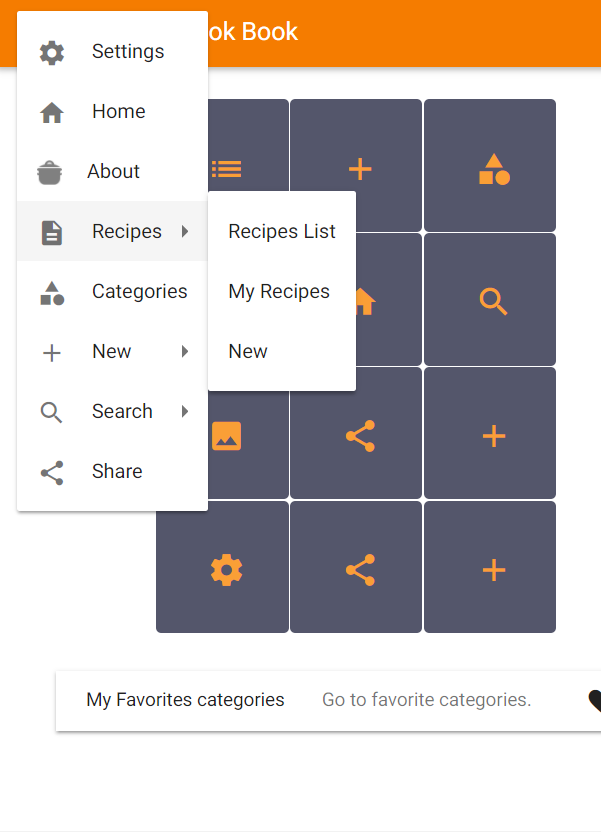 ok Book
Settings
Home
About
Recipes
Recipes List
Categories
My Recipes
New
New
Search
Share
My Favorites categories Go to favorite categories.